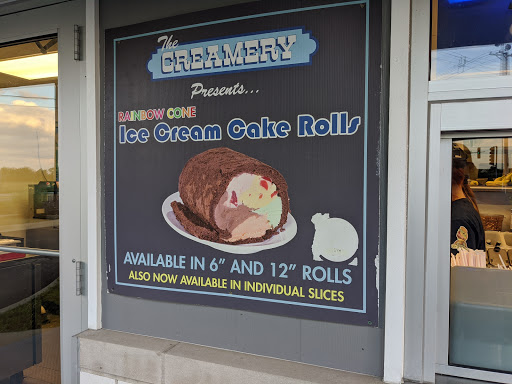 The
CREAMERY
Presents...
RAINBOW CONE
Ice Cream Cake Rolls
AVAILABLE IN 6" AND 12" ROLLS
ALSO NOW AVAILABLE IN INDIVIDUAL SLICES